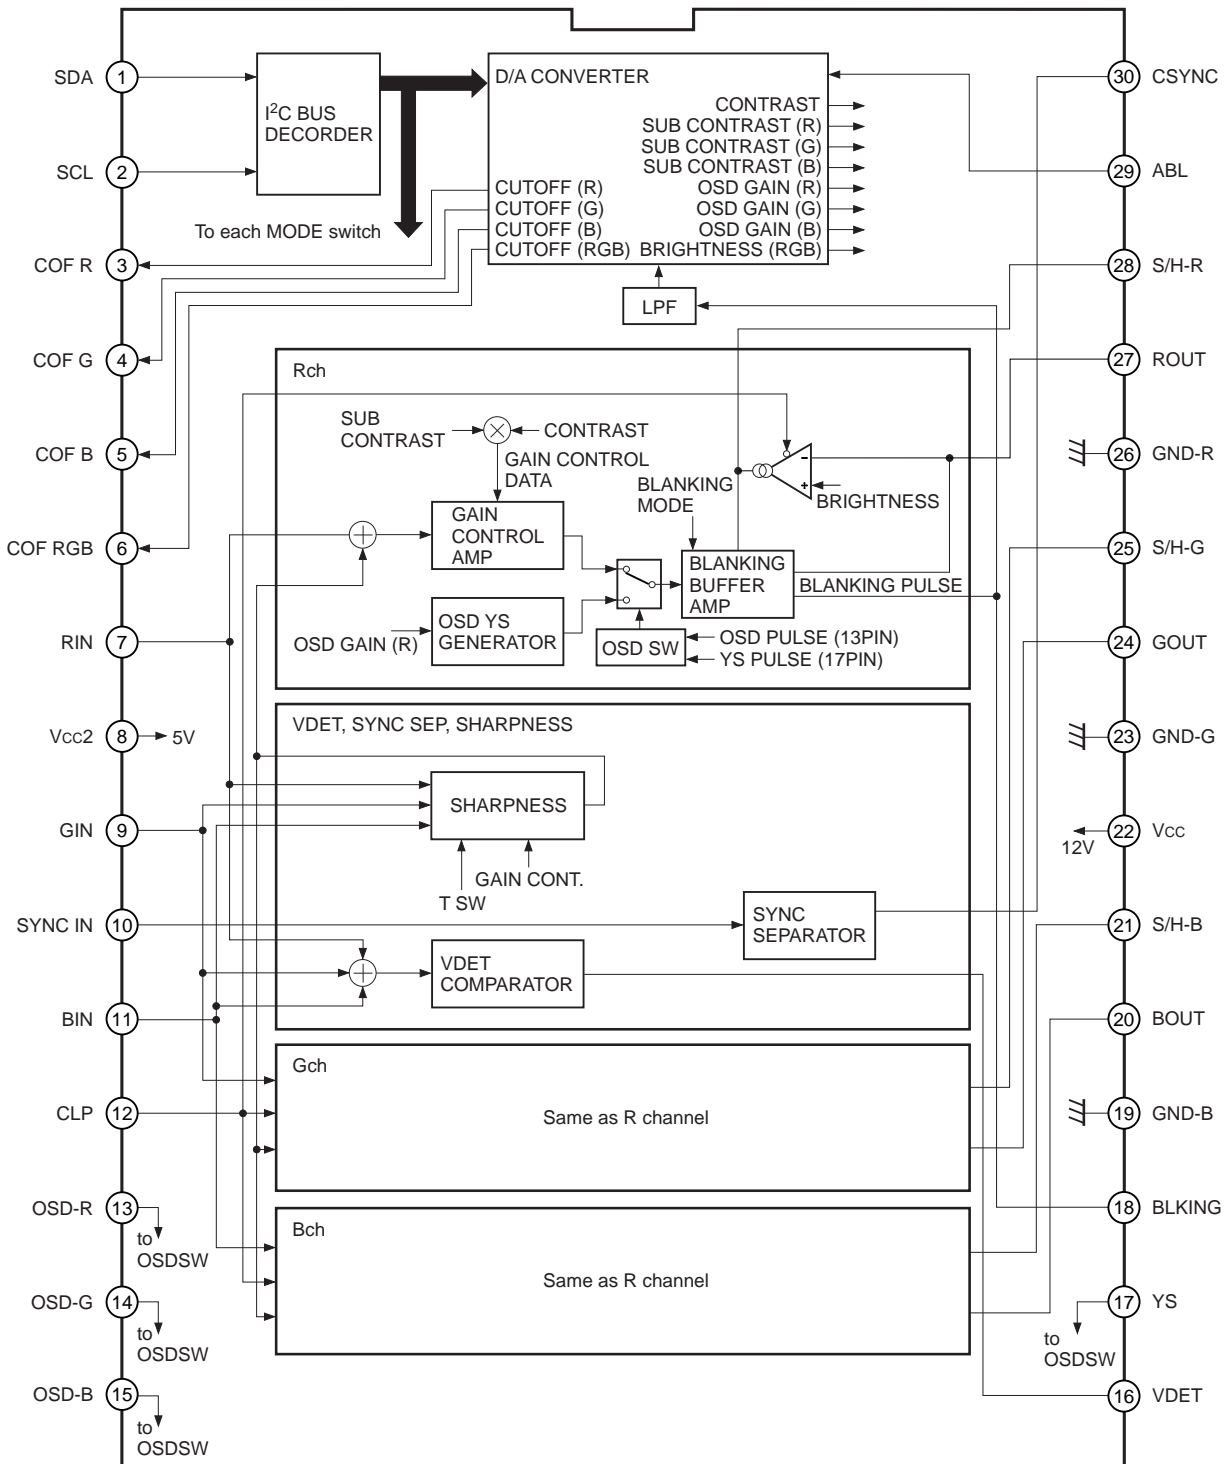 SDA 1
SCL 2
COF R 3
COF G 4
COF B 5
COF RGB 6
RIN 7
Vcc2 8 5V
GIN 9
SYNC IN 10
BIN 11
CLP 12
OSD-R 13
to
OSDSW
OSD-G 14
to
OSDSW
OSD-B 15
to
OSDSW
I2C BUS
DECORDER
To each MODE switch
D/A CONVERTER
CONTRAST
SUB CONTRAST (R)
SUB CONTRAST (G)
SUB CONTRAST (B)
CUTOFF (R) OSD GAIN (R)
CUTOFF (G) OSD GAIN (G)
CUTOFF (B) OSD GAIN (B)
CUTOFF (RGB) BRIGHTNESS (RGB)
LPF
Rch
SUB
CONTRAST
× CONTRAST
GAIN CONTROL
DATA
GAIN
CONTROL
AMP
+
BLANKING
MODE
-
+
BRIGHTNESS
BLANKING
BUFFER
AMP
BLANKING PULSE
OSD GAIN (R)
OSD YS
GENERATOR
OSD SW
OSD PULSE (13PIN)
YS PULSE (17PIN)
VDET, SYNC SEP, SHARPNESS
SHARPNESS
GAIN CONT.
T SW
SYNC
SEPARATOR
+
VDET
COMPARATOR
Gch
Same as R channel
Bch
Same as R channel
30 CSYNC
29 ABL
28 S/H-R
27 ROUT
26 GND-R
25 S/H-G
24 GOUT
23 GND-G
22 Vcc
12V
21 S/H-B
20 BOUT
19 GND-B
18 BLKING
17 YS
to
OSDSW
16 VDET